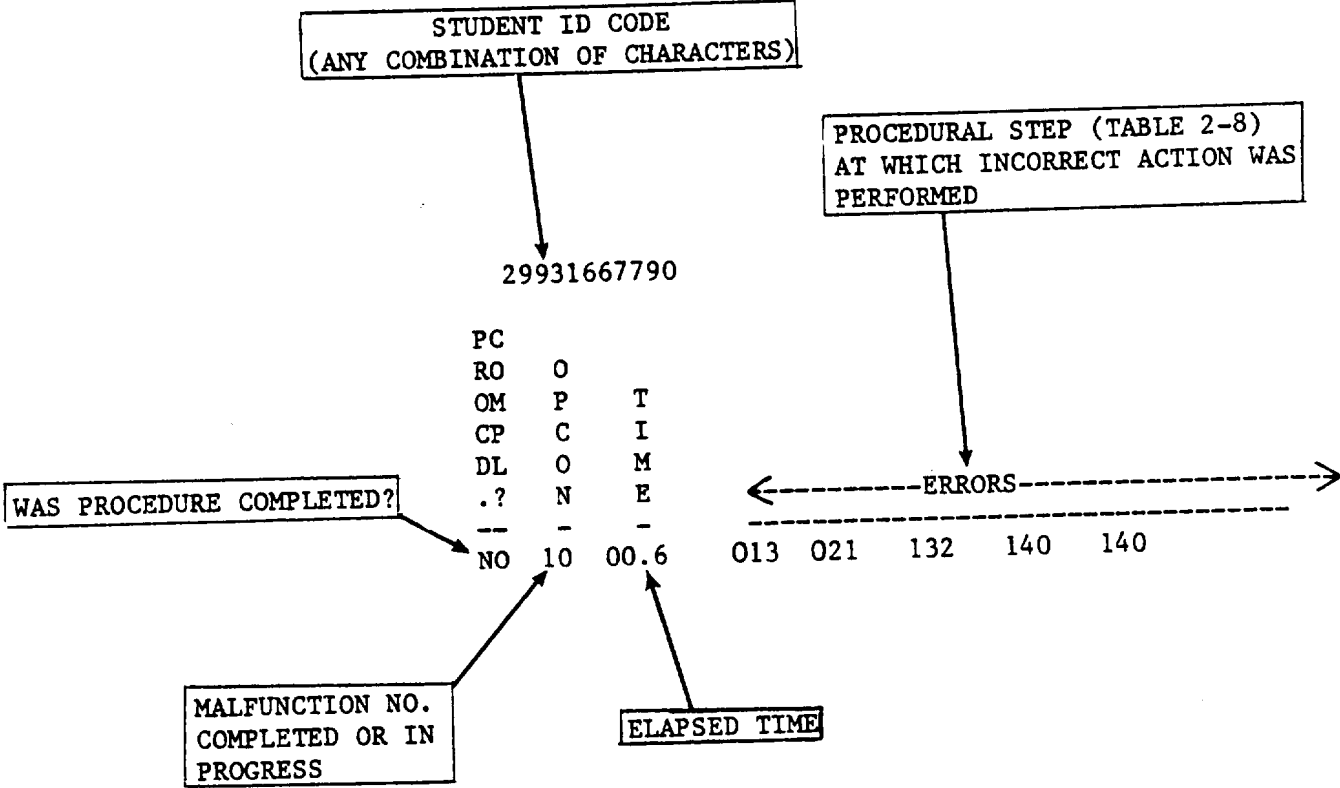 STUDENT ID CODE
(ANY COMBINATION OF CHARACTERS)
PROCEDURAL STEP (TABLE 2-8)
AT WHICH INCORRECT ACTION WAS
PERFORMED
29931667790
PC
RO O
OM P T
CP C I
DL O M
.? N E
<-----------ERRORS--------------------->
-- - - -----------------------------------
WAS PROCEDURE COMPLETED?
NO 10 00.6 013 021 132 140 140
MALFUNCTION NO.
COMPLETED OR IN
PROGRESS
ELAPSED TIME